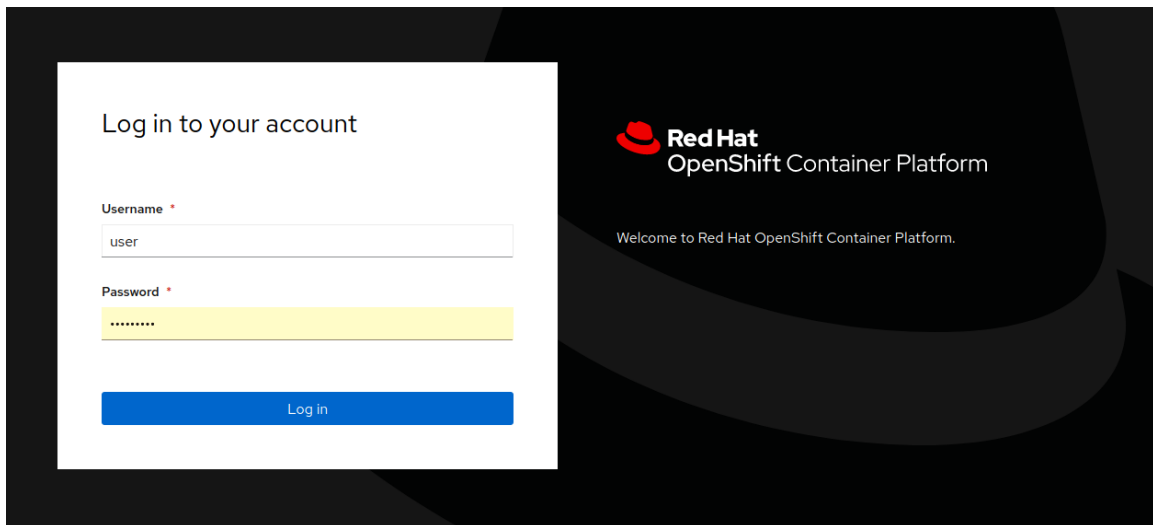 Log in to your account
Username *
user
Password *
•••••••••
Log in
Red Hat
OpenShift Container Platform
Welcome to Red Hat OpenShift Container Platform.